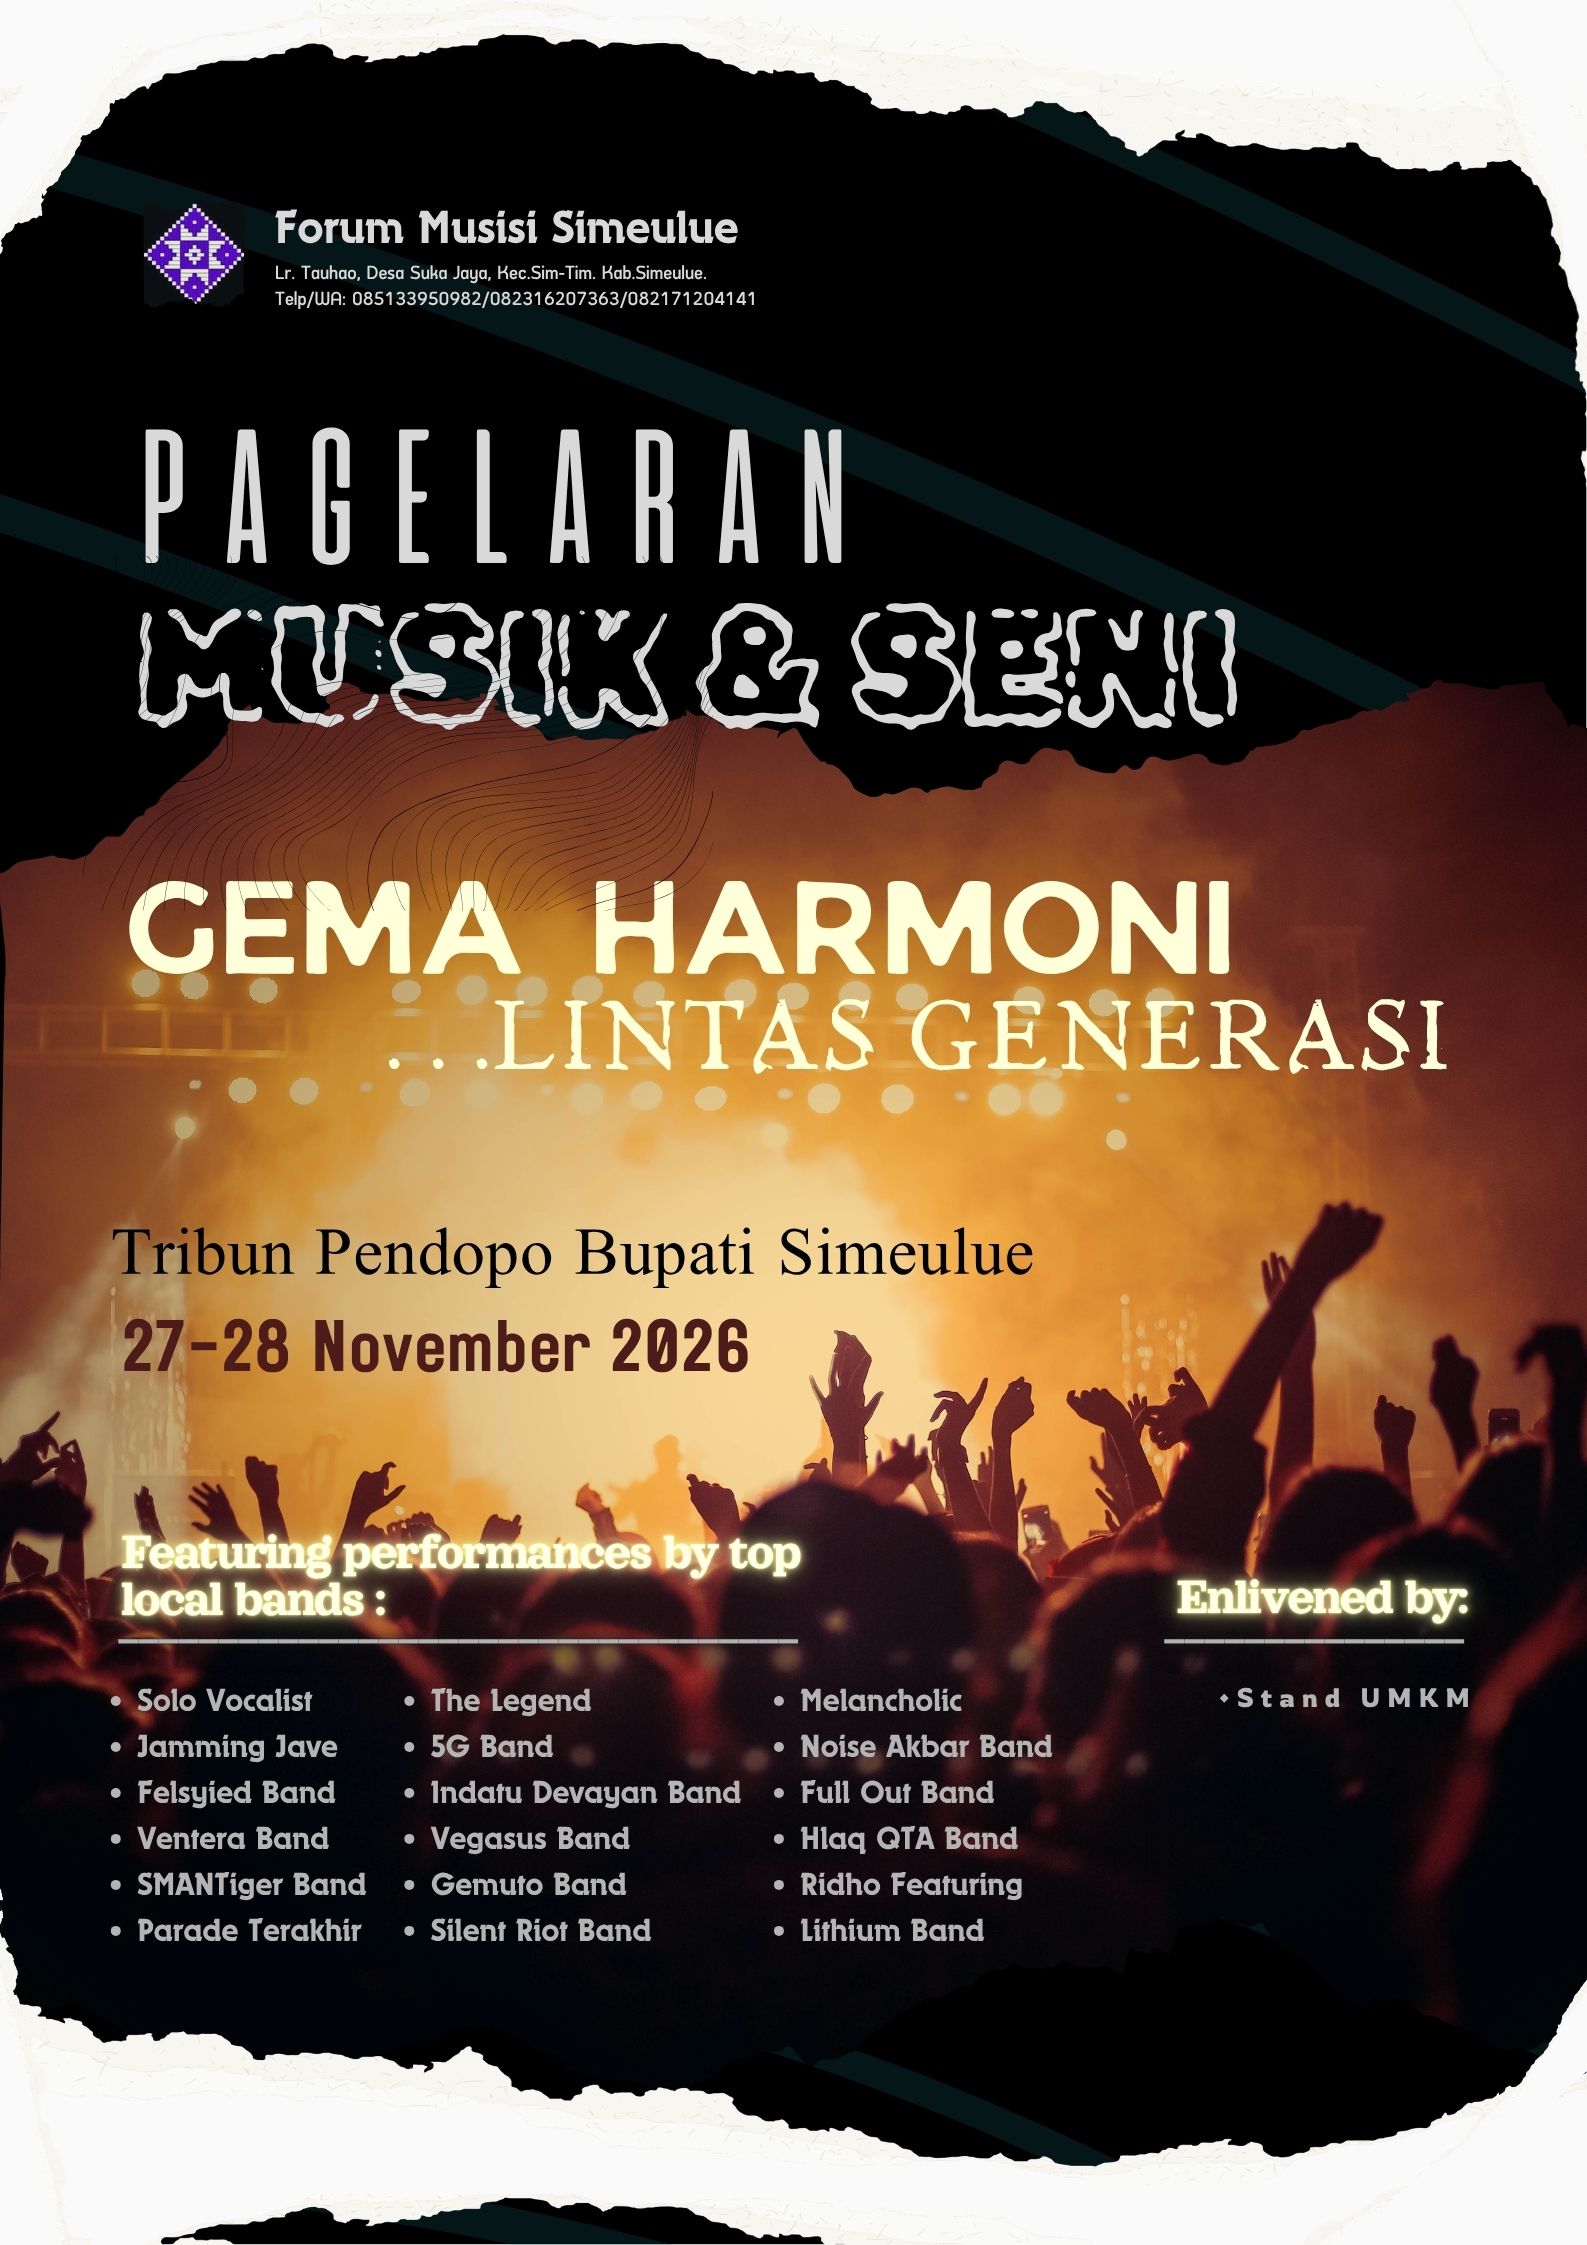 Forum Musisi Simeulue
Lr. Tauhao, Desa Suka Jaya, Kec.Sim-Tim. Kab.Simeulue.
Telp/WA: 085133950982/082316207363/082171204141
PAGELARAN
MUSIK & SENI
GEMA HARMONI
...LINTAS GENERASI
Tribun Pendopo Bupati Simeulue
27-28 November 2026
Featuring performances by top
local bands :
• Solo Vocalist
• Jamming Jave
• Felsyied Band
• Ventera Band
• SMANTiger Band
• Parade Terakhir
• The Legend
• 5G Band
• Indatu Devayan Band
• Vegasus Band
• Gemuto Band
• Silent Riot Band
• Melancholic
• Noise Akbar Band
• Full Out Band
• Hlaq QTA Band
• Ridho Featuring
• Lithium Band
Enlivened by:
• Stand UMKM